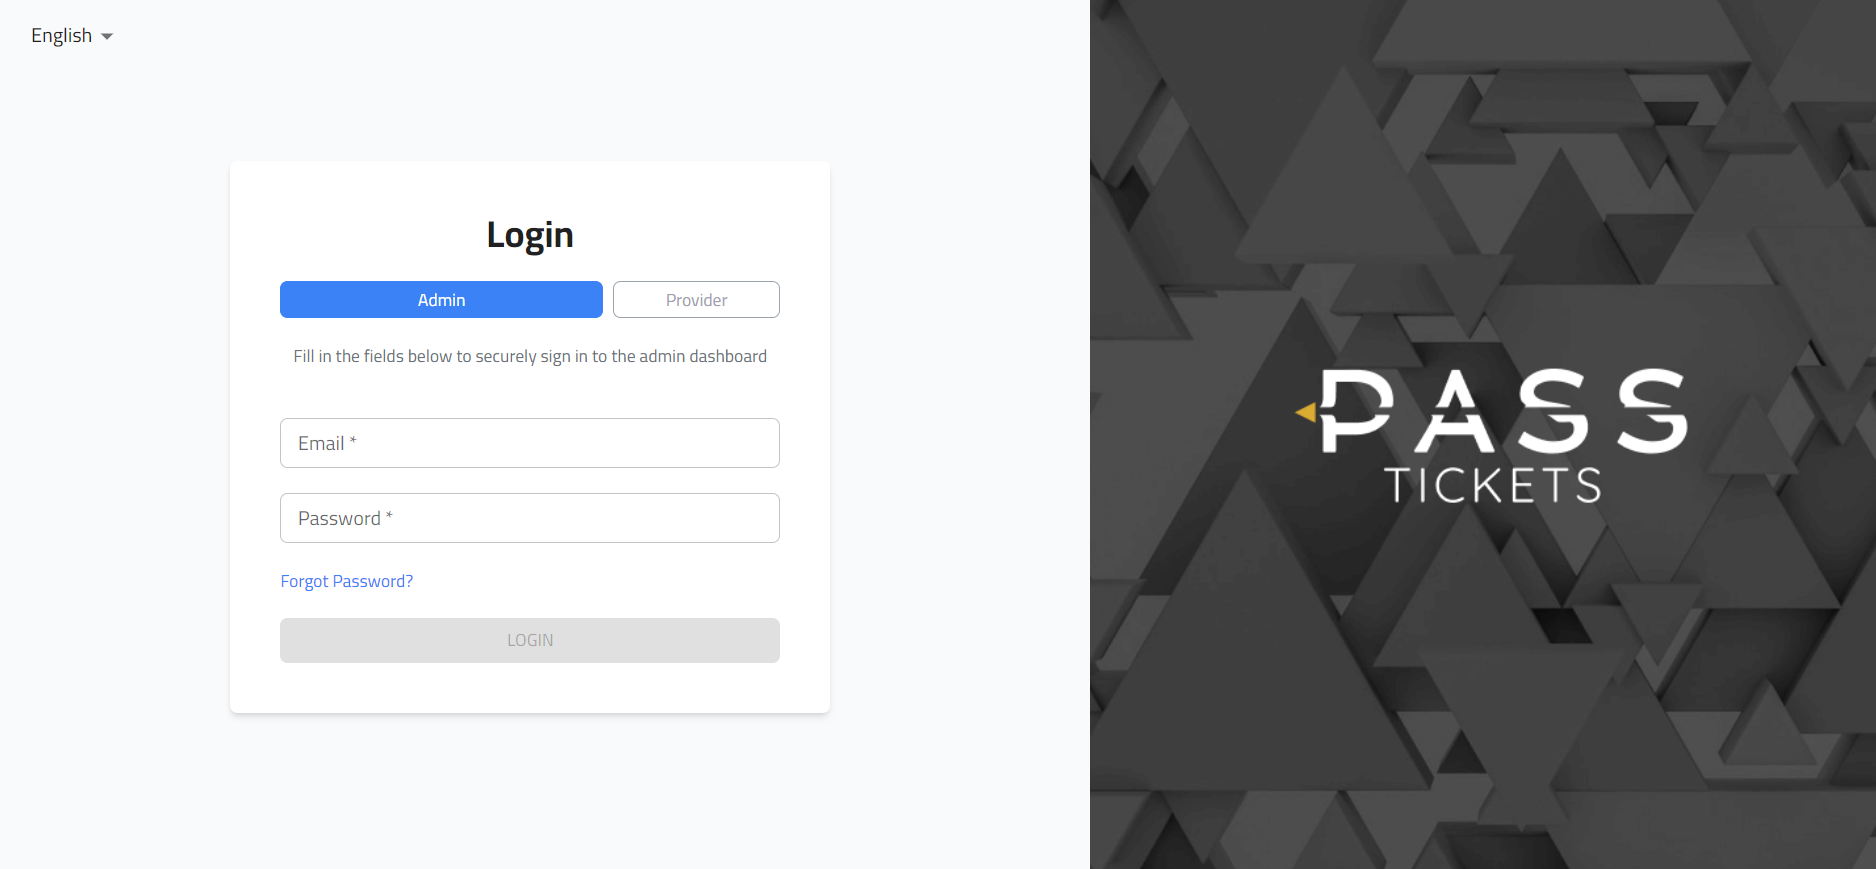 English
Login
Admin
Provider
Fill in the fields below to securely sign in to the admin dashboard
Email *
Password *
Forgot Password?
LOGIN
PASS
TICKETS